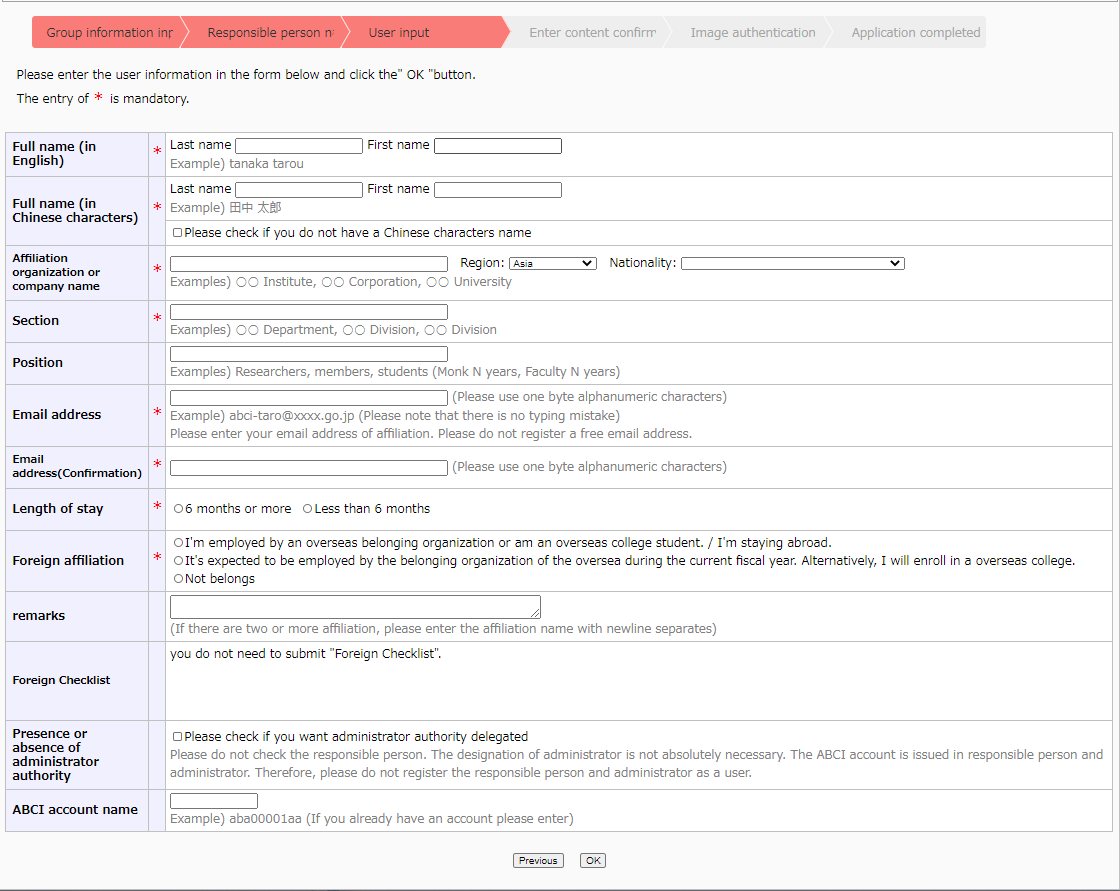 Group information inp
Responsible person n
User input
Enter content confirm
Image authentication
Application completed
Please enter the user information in the form below and click the" OK "button.
The entry of * is mandatory.
Full name (in
English)
*
Last name First name
Example) tanaka tarou
Full name (in
Chinese characters)
*
Last name First name
Example) 田中 太郎
Please check if you do not have a Chinese characters name
Affiliation
organization or
company name
*
Region: Asia Nationality:
Examples) ○○ Institute, ○○ Corporation, ○○ University
Section
*
Examples) ○○ Department, ○○ Division, ○○ Division
Position
Examples) Researchers, members, students (Monk N years, Faculty N years)
Email address
*
(Please use one byte alphanumeric characters)
Example) abci-taro@xxxx.go.jp (Please note that there is no typing mistake)
Please enter your email address of affiliation. Please do not register a free email address.
Email
address(Confirmation)
*
(Please use one byte alphanumeric characters)
Length of stay
*
6 months or more Less than 6 months
Foreign affiliation
*
I'm employed by an overseas belonging organization or am an overseas college student. / I'm staying abroad.
It's expected to be employed by the belonging organization of the oversea during the current fiscal year. Alternatively, I will enroll in a overseas college.
Not belongs
remarks
(If there are two or more affiliation, please enter the affiliation name with newline separates)
Foreign Checklist
you do not need to submit "Foreign Checklist".
Presence or
absence of
administrator
authority
Please check if you want administrator authority delegated
Please do not check the responsible person. The designation of administrator is not absolutely necessary. The ABCI account is issued in responsible person and
administrator. Therefore, please do not register the responsible person and administrator as a user.
ABCI account name
Example) aba00001aa (If you already have an account please enter)
Previous OK